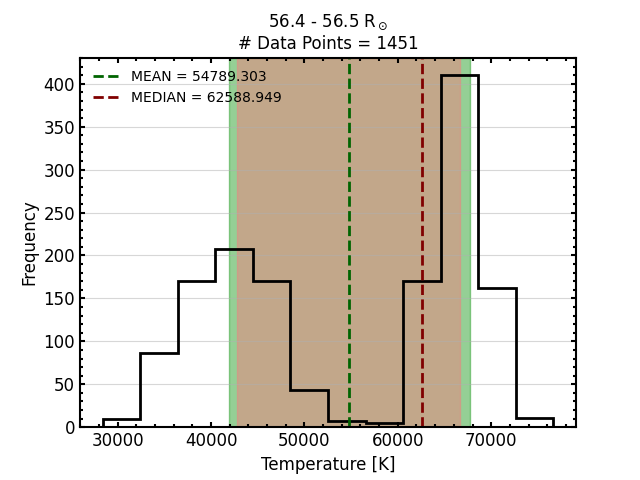 56.4 - 56.5 R⊙
# Data Points = 1451
MEAN = 54789.303
MEDIAN = 62588.949
Frequency
400
350
300
250
200
150
100
50
0
30000 40000 50000 60000 70000
Temperature [K]